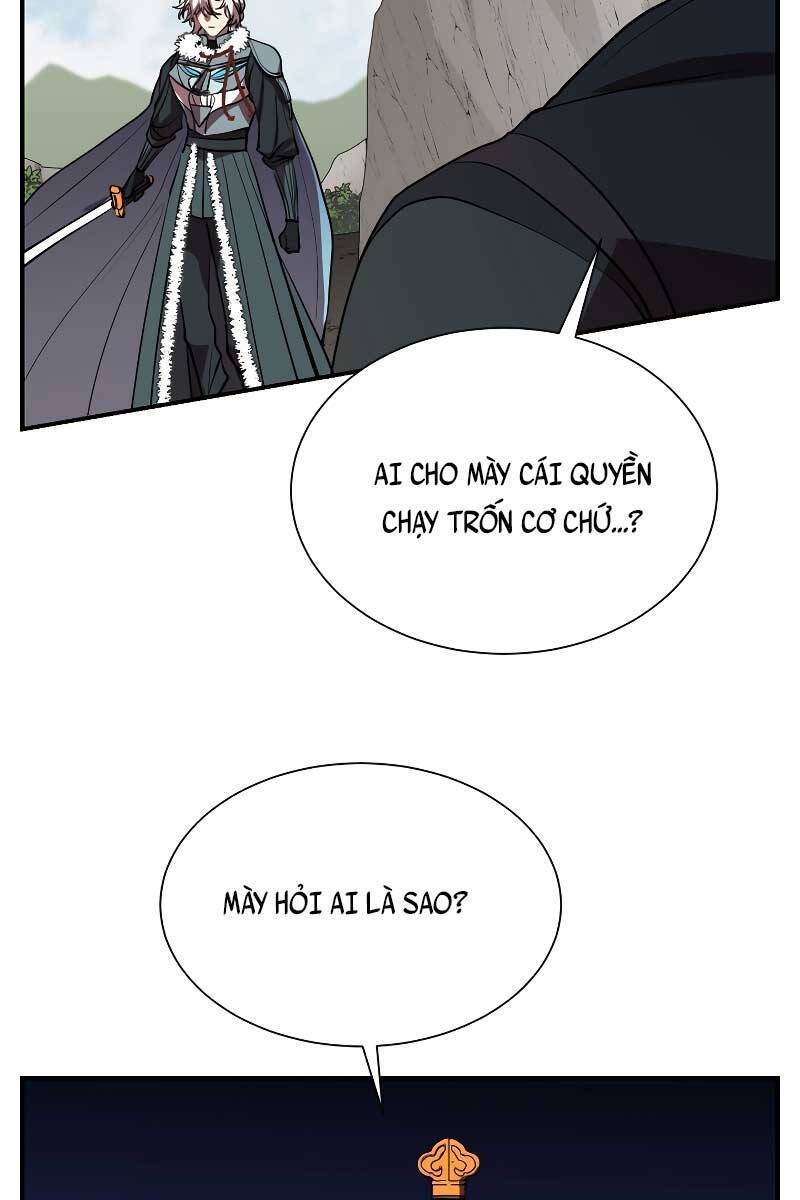 AI CHO MÀY CÁI QUYỀN
CHẠY TRỐN CƠ CHỨ...?
MÀY HỎI AI LÀ SAO?